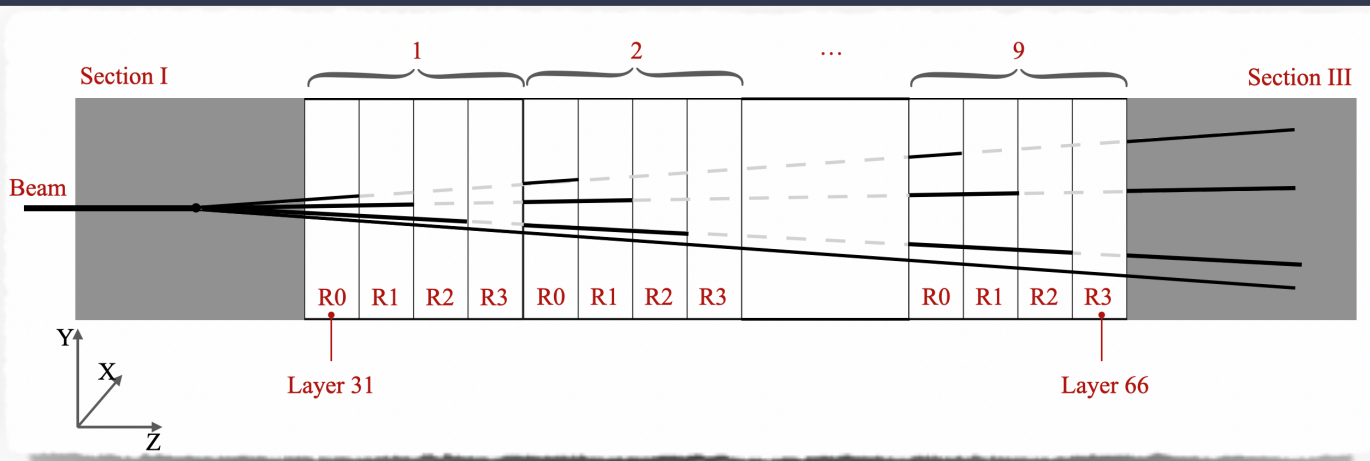 1 2 … 9
Section I Section III
Beam
R0 R1 R2 R3 R0 R1 R2 R3 R0 R1 R2 R3
Y
X
Z
Layer 31 Layer 66